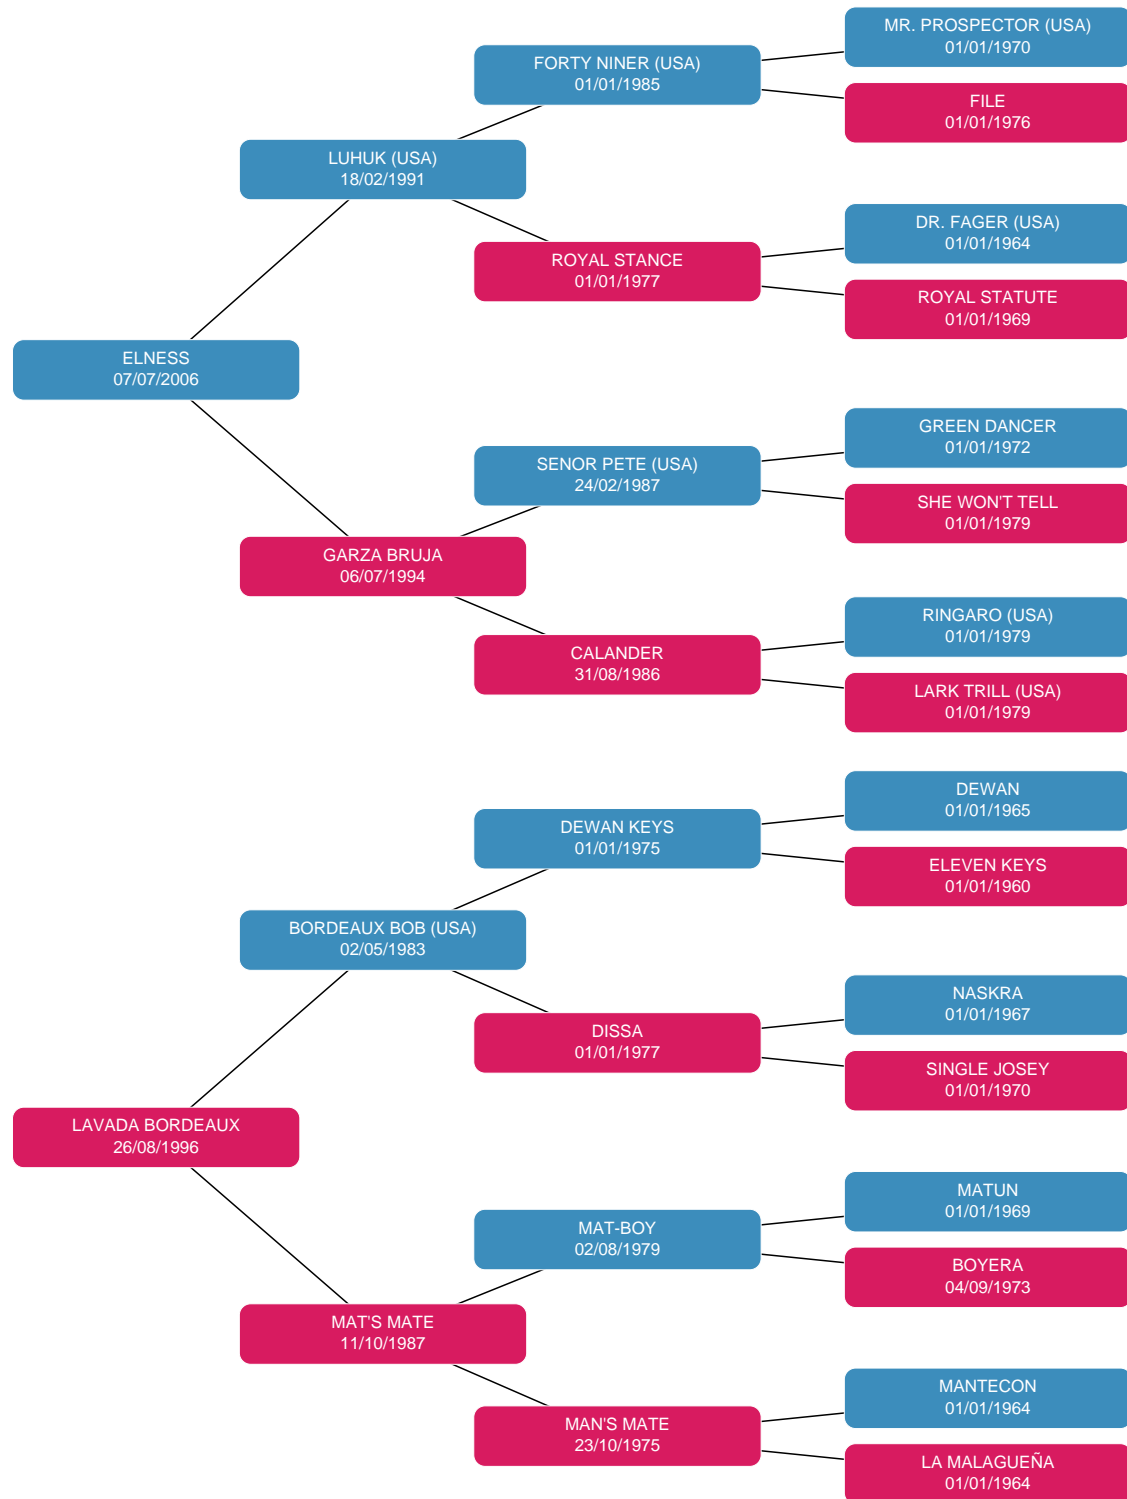 MR. PROSPECTOR (USA)
01/01/1970
FORTY NINER (USA)
01/01/1985
FILE
01/01/1976
LUHUK (USA)
18/02/1991
DR. FAGER (USA)
01/01/1964
ROYAL STANCE
01/01/1977
ROYAL STATUTE
01/01/1969
ELNESS
07/07/2006
GREEN DANCER
01/01/1972
SENOR PETE (USA)
24/02/1987
SHE WON'T TELL
01/01/1979
GARZA BRUJA
06/07/1994
RINGARO (USA)
01/01/1979
CALANDER
31/08/1986
LARK TRILL (USA)
01/01/1979
DEWAN
01/01/1965
DEWAN KEYS
01/01/1975
ELEVEN KEYS
01/01/1960
BORDEAUX BOB (USA)
02/05/1983
NASKRA
01/01/1967
DISSA
01/01/1977
SINGLE JOSEY
01/01/1970
LAVADA BORDEAUX
26/08/1996
MATUN
01/01/1969
MAT-BOY
02/08/1979
BOYERA
04/09/1973
MAT'S MATE
11/10/1987
MANTECON
01/01/1964
MAN'S MATE
23/10/1975
LA MALAGUEÑA
01/01/1964